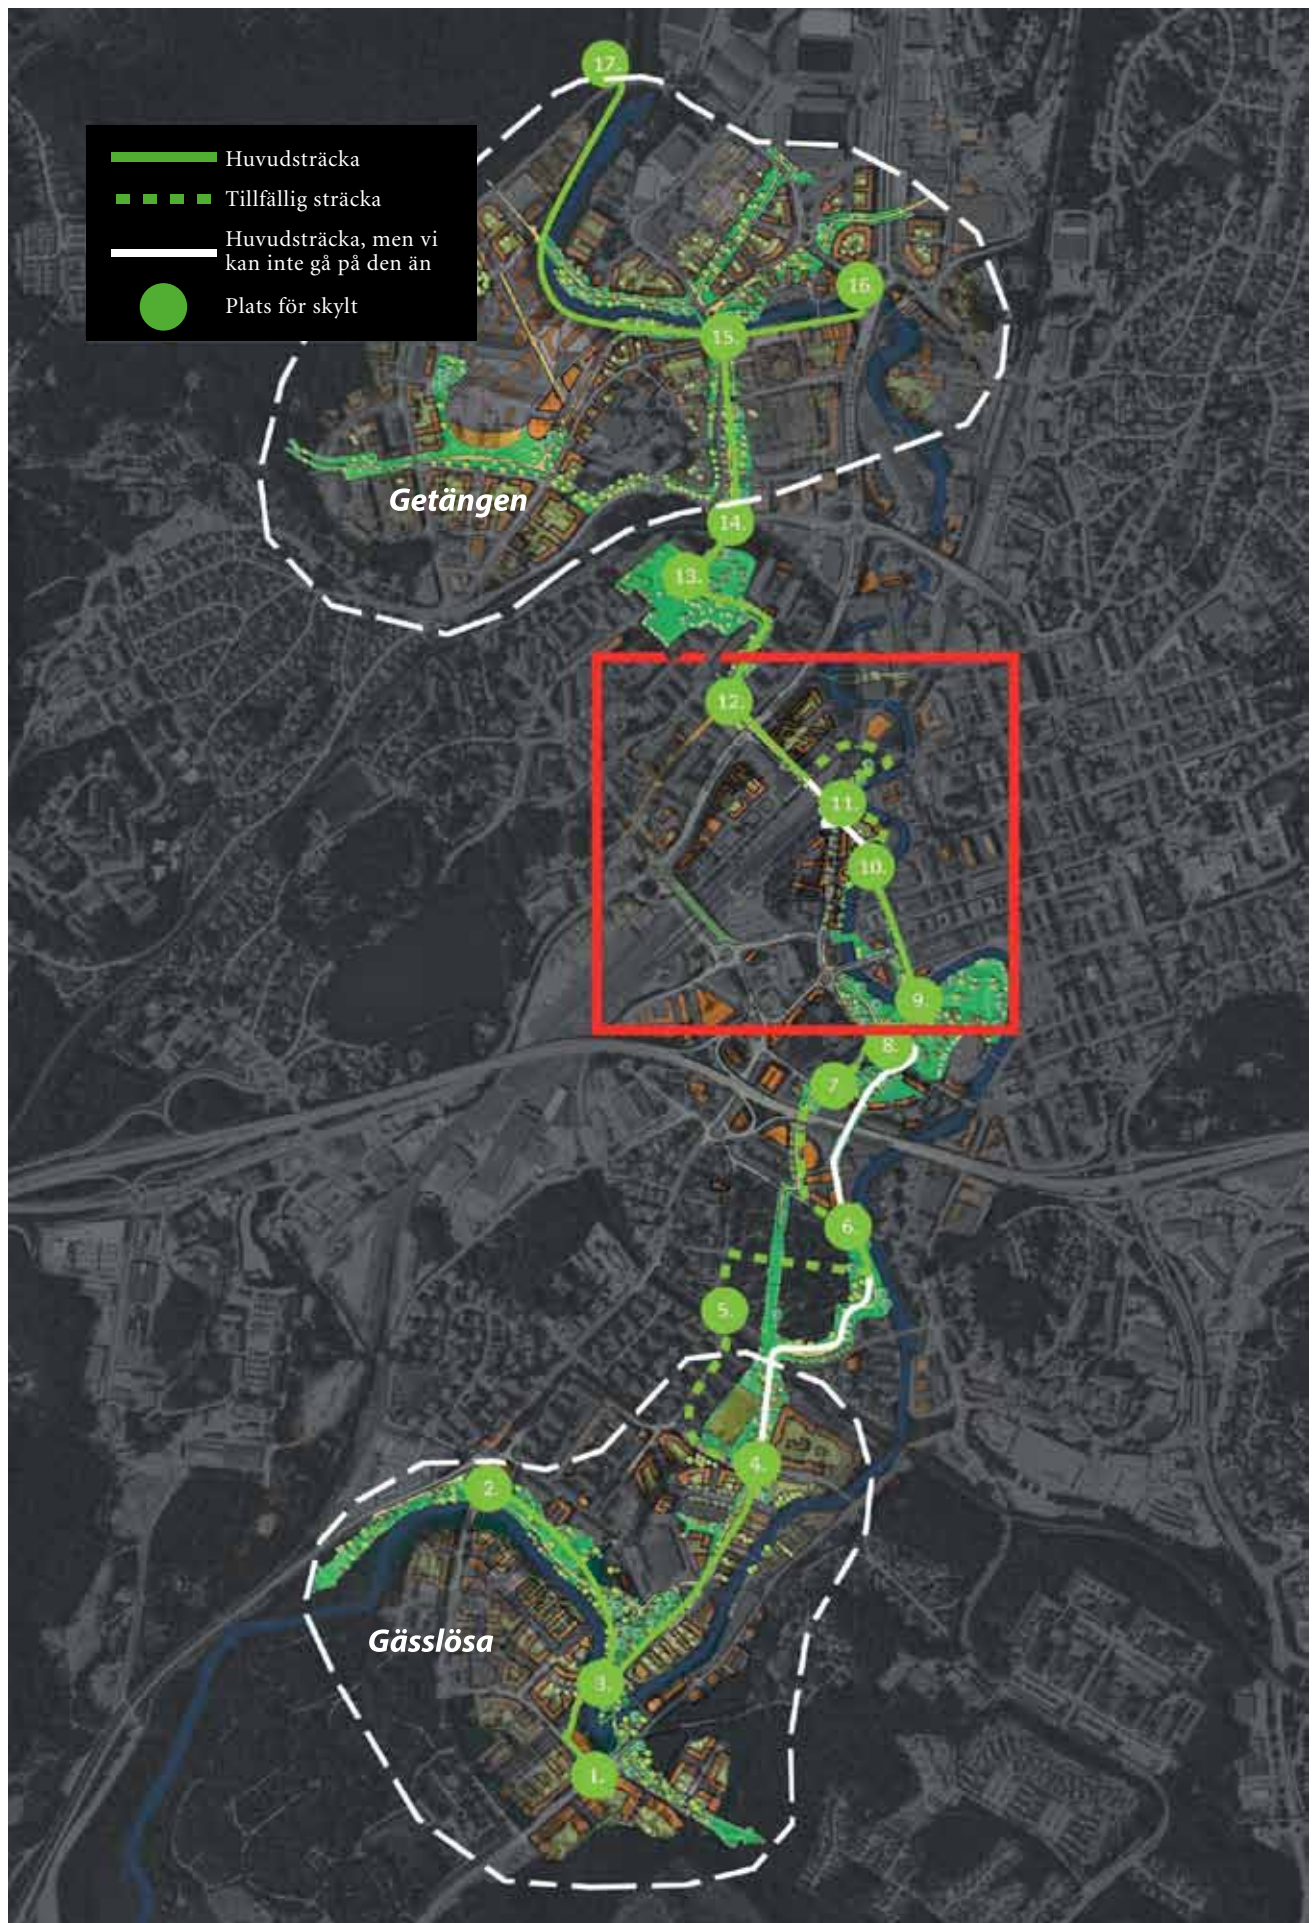 17.
Huvudsträcka
Tillfällig sträcka
Huvudsträcka, men vi
kan inte gå på den än
Plats för skylt
16
15.
Getängen
14.
13.
12.
11.
10.
9.
8.
7
6.
5.
4.
2.
Gässlösa
3.
1.